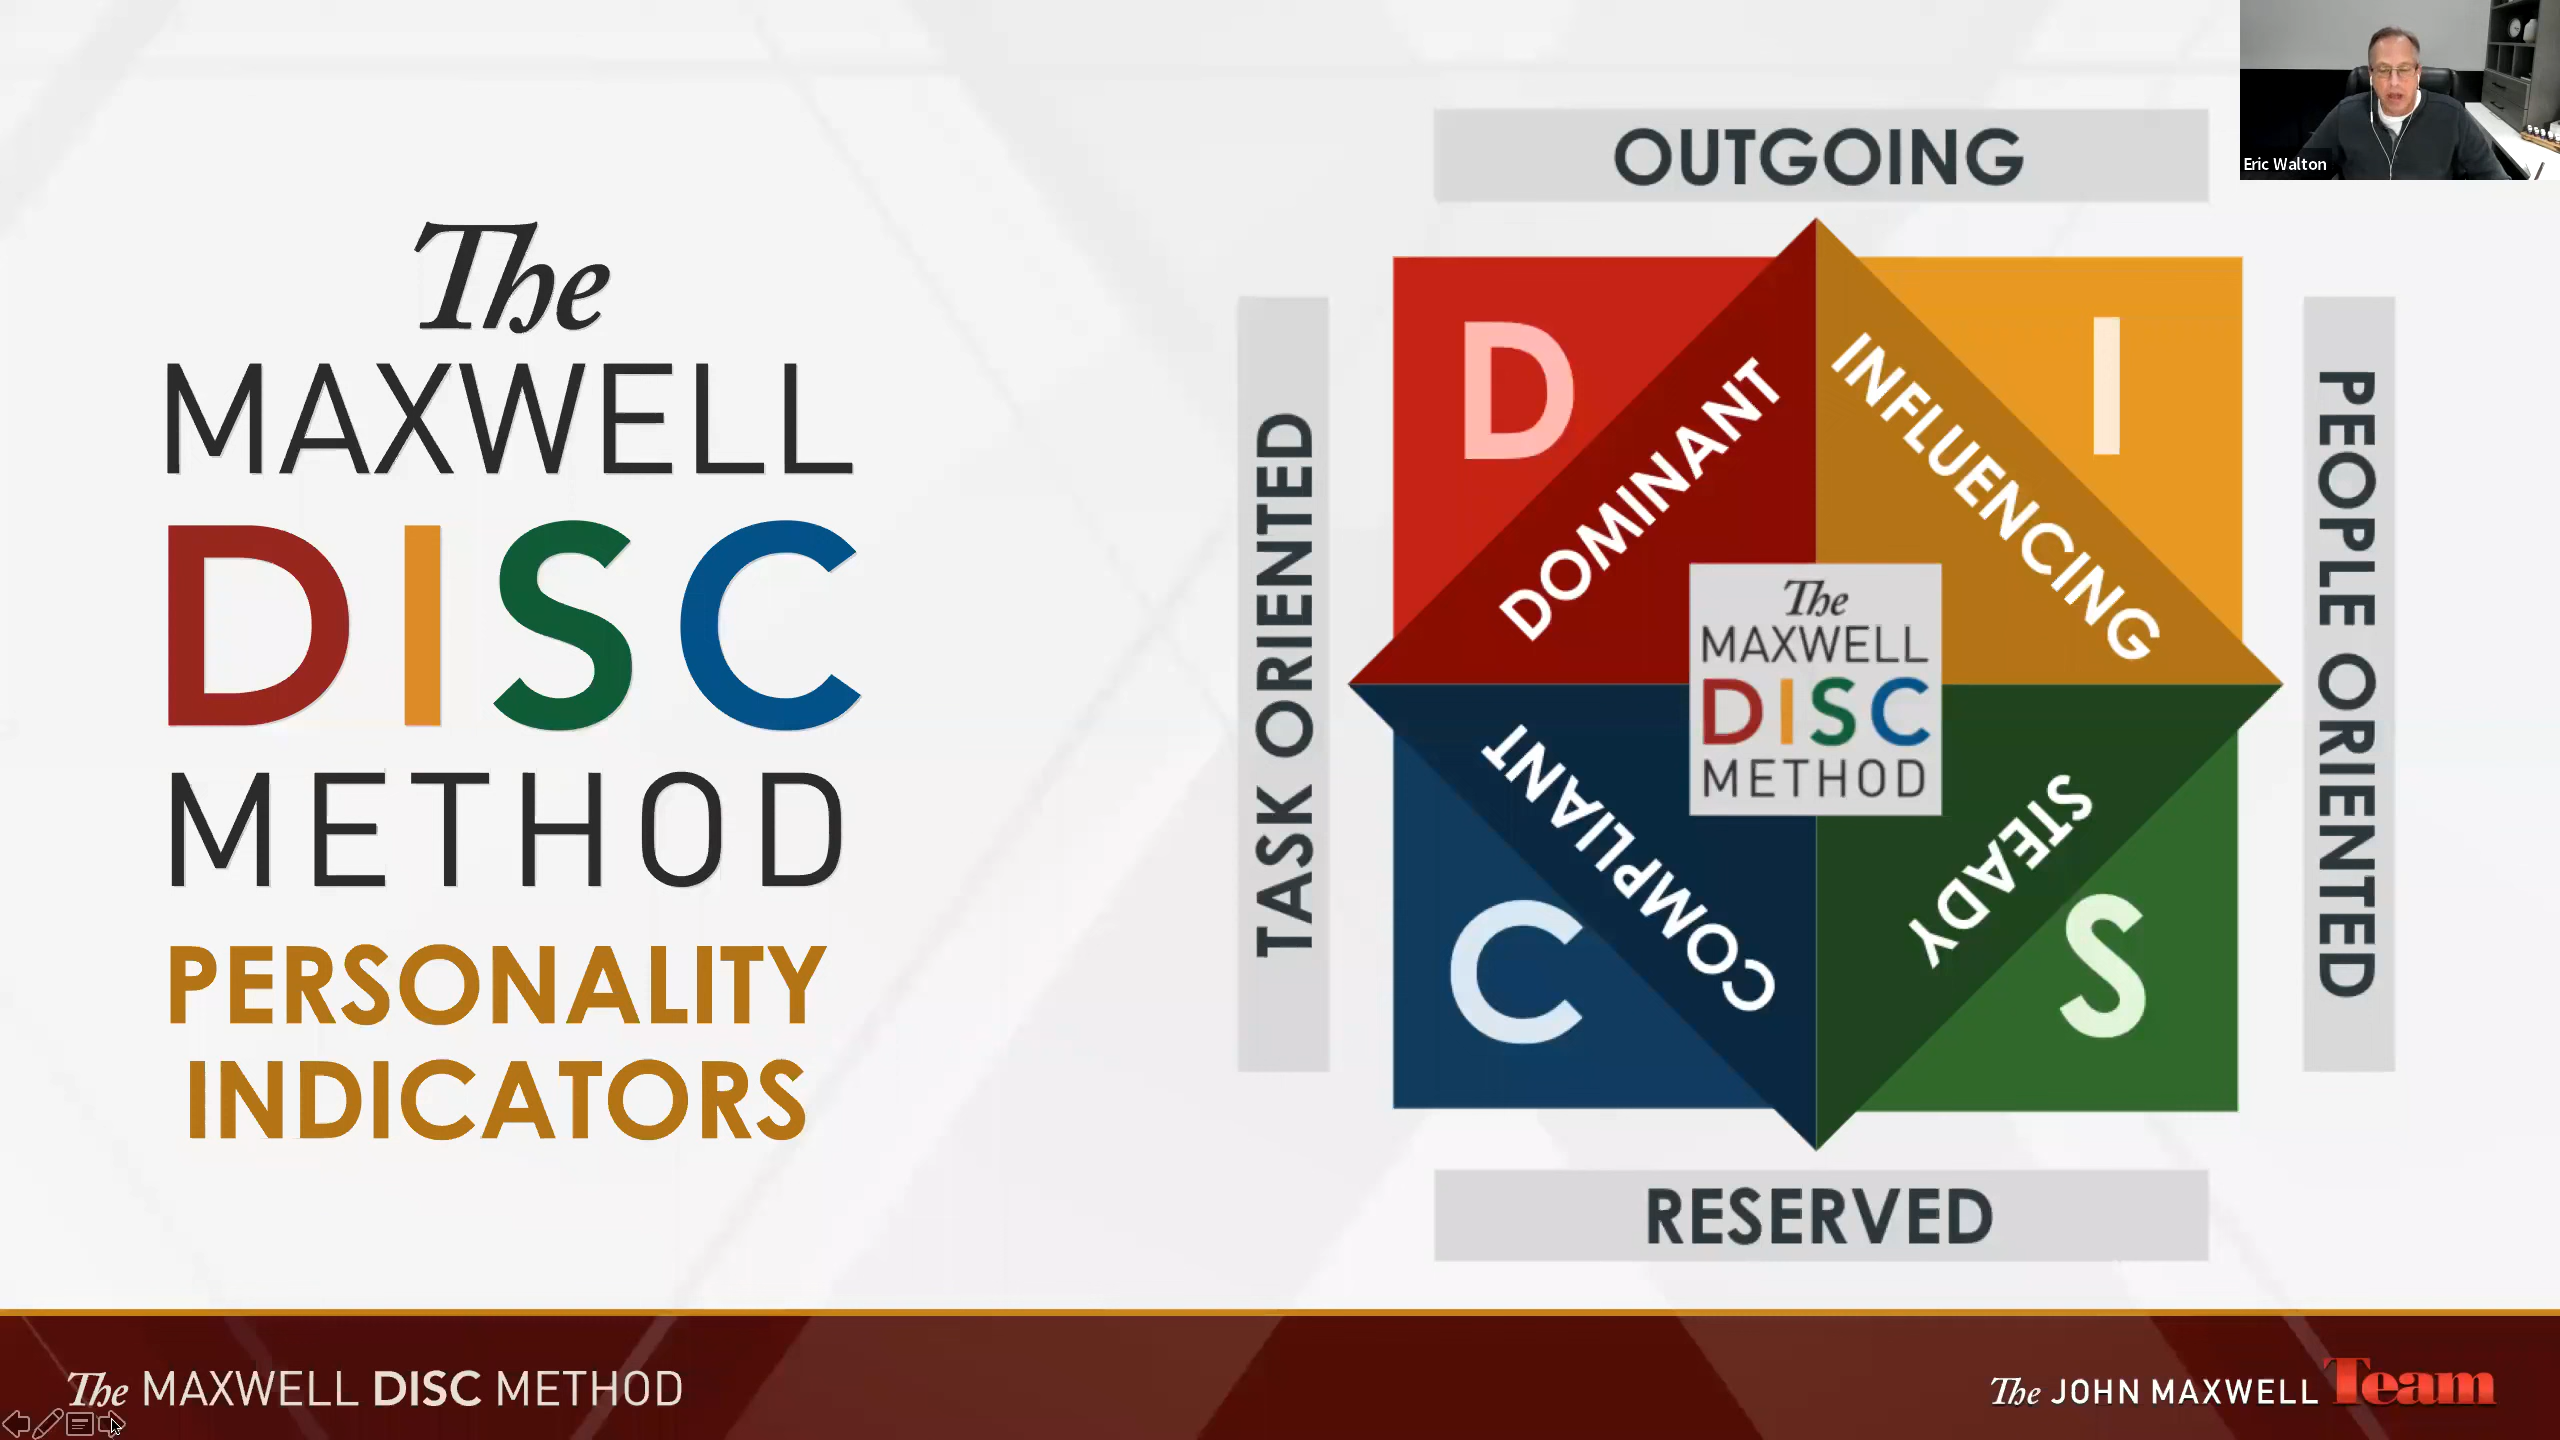 The
MAXWELL
DISC
METHOD
PERSONALITY
INDICATORS
OUTGOING
TASK ORIENTED
PEOPLE ORIENTED
RESERVED
D
DOMINANT
I
INFLUENCING
The
MAXWELL
DISC
METHOD
C
COMPLIANT
S
STEADY
Eric Walton
The MAXWELL DISC METHOD
The JOHN MAXWELL Team